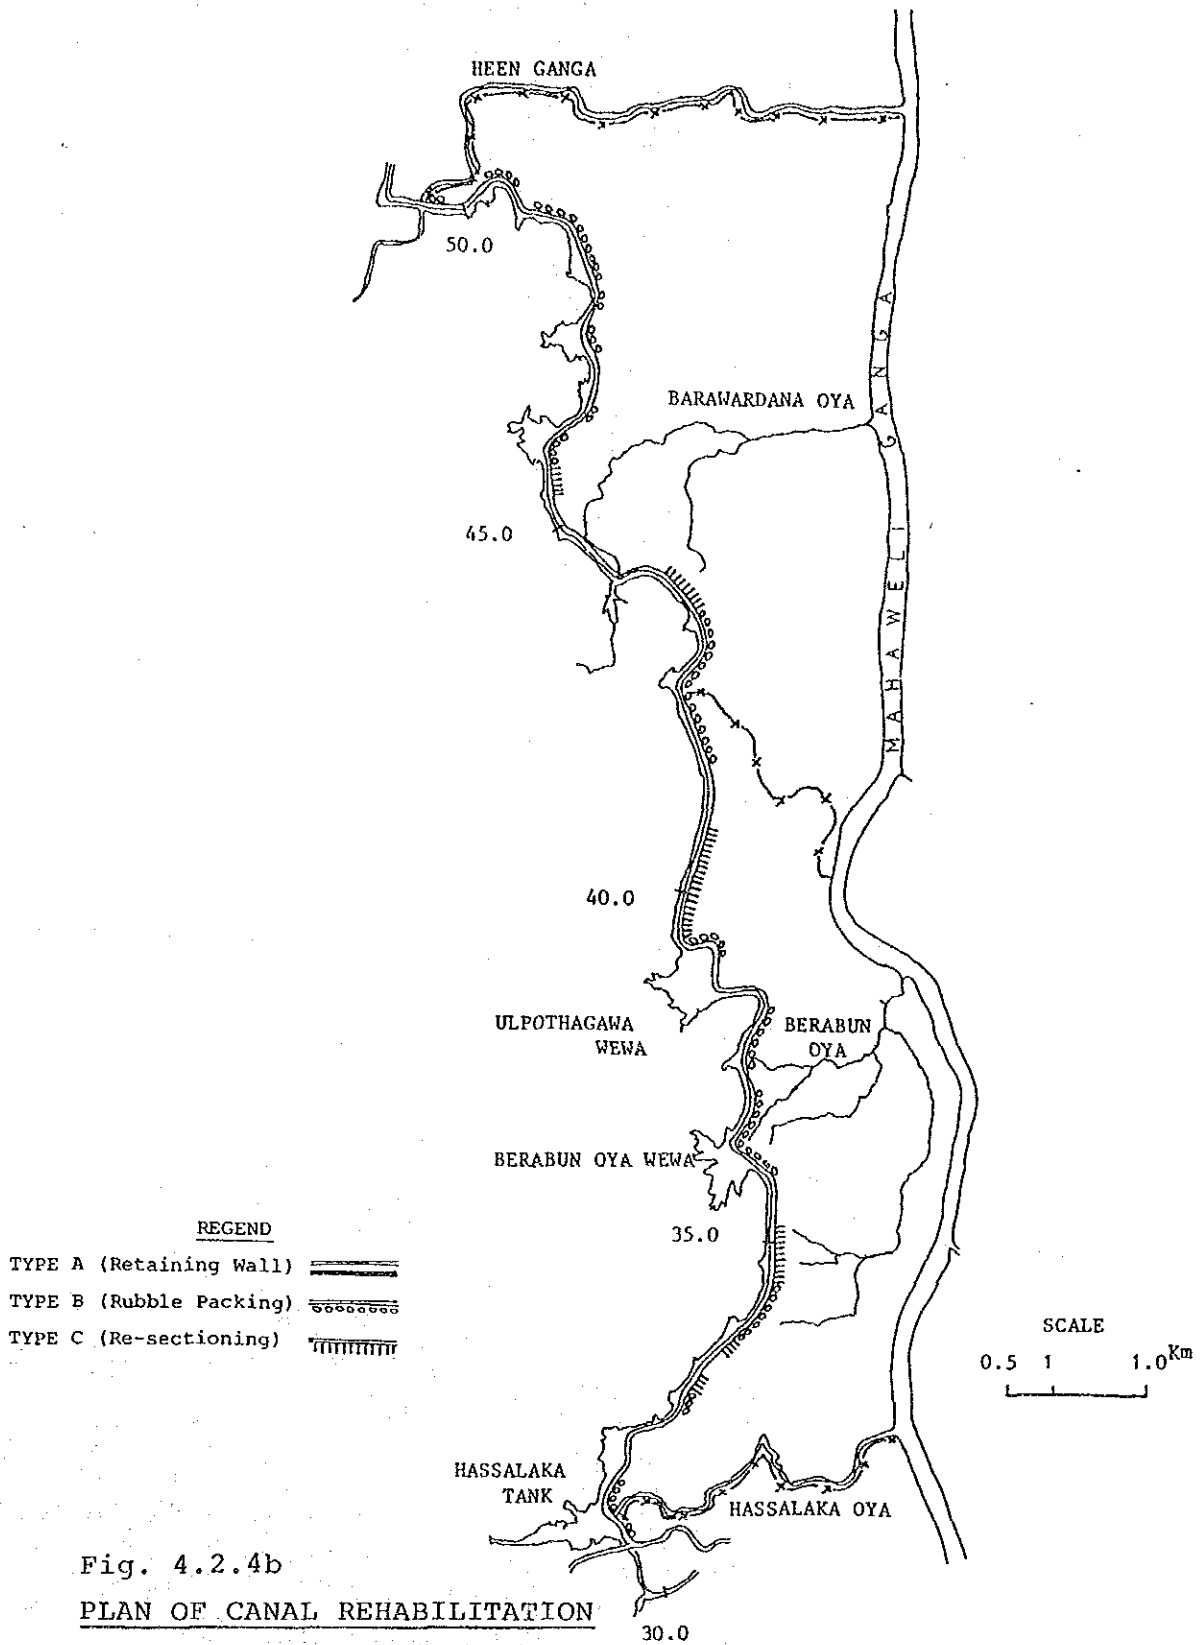 HEEN GANGA
50.0
BARAWARDANA OYA
MAHAWELI GANGA
45.0
40.0
ULPOTHAGAWA
WEWA
BERABUN
OYA
BERABUN OYA WEWA
35.0
REGEND
TYPE A (Retaining Wall)
TYPE B (Rubble Packing)
TYPE C (Re-sectioning)
SCALE
0.5 1 1.0 Km
HASSALAKA
TANK
HASSALAKA OYA
Fig. 4.2.4b
PLAN OF CANAL REHABILITATION
30.0